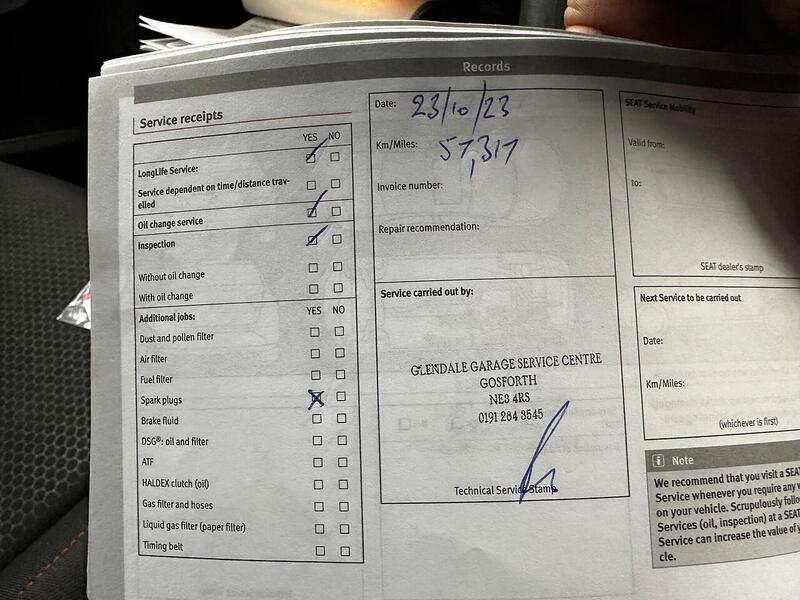 Records
Service receipts
YES NO
LongLife Service:
Service dependent on time/distance trav-
elled
Oil change service
Inspection
Without oil change
With oil change
Additional jobs:
YES NO
Dust and pollen filter
Air filter
Fuel filter
Spark plugs
Brake fluid
DSG®: oil and filter
ATF
HALDEX clutch (oil)
Gas filter and hoses
Liquid gas filter (paper filter)
Timing belt
Date: 23/10/23
Km/Miles: 57,317
Invoice number:
Repair recommendation:
Service carried out by:
GLENDALE GARAGE SERVICE CENTRE
GOSFORTH
NE3 4RS
0191 284 3545
Technical Service Stamp
SEAT Service Mobility
Valid from:
to:
SEAT dealer's stamp
Next Service to be carried out
Date:
Km/Miles:
(whichever is first)
i Note
We recommend that you visit a SEAT
Service whenever you require any
on your vehicle. Scrupulously
Services (oil, inspection) at a SEAT
Service can increase the value of
cle.